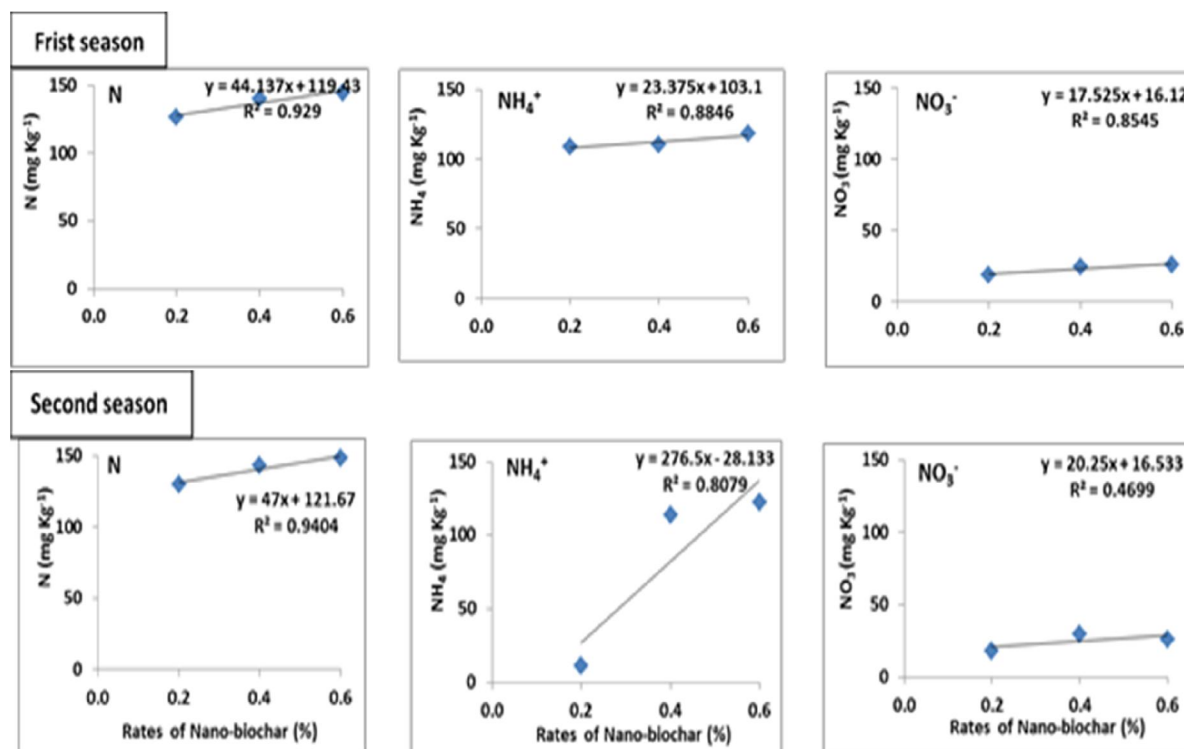 Frist season
N
y = 44.137x + 119.43
R² = 0.929
N (mg Kg⁻¹)
150
100
50
0
0.0 0.2 0.4 0.6
NH₄⁺
y = 23.375x + 103.1
R² = 0.8846
NH₄ (mg Kg⁻¹)
150
100
50
0
0.0 0.2 0.4 0.6
NO₃⁻
y = 17.525x + 16.12
R² = 0.8545
NO₃ (mg Kg⁻¹)
150
100
50
0
0.0 0.2 0.4 0.6
Second season
N
y = 47x + 121.67
R² = 0.9404
N (mg Kg⁻¹)
150
100
50
0
0.0 0.2 0.4 0.6
Rates of Nano-biochar (%)
NH₄⁺
y = 276.5x - 28.133
R² = 0.8079
NH₄ (mg Kg⁻¹)
150
100
50
0
0.0 0.2 0.4 0.6
Rates of Nano-biochar (%)
NO₃⁻
y = 20.25x + 16.533
R² = 0.4699
NO₃ (mg Kg⁻¹)
150
100
50
0
0.0 0.2 0.4 0.6
Rates of Nano-biochar (%)